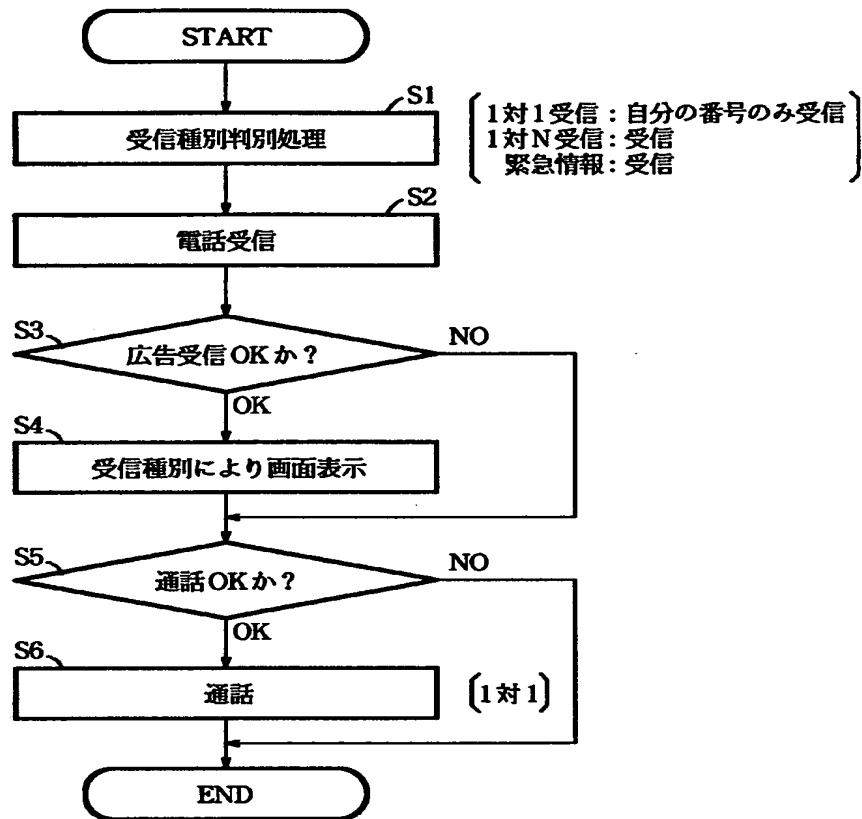 START
S1
受信種別判別処理
1対1受信：自分の番号のみ受信
1対N受信：受信
緊急情報：受信
S2
電話受信
S3
広告受信OKか？
NO
OK
S4
受信種別により画面表示
S5
通話OKか？
NO
OK
S6
通話
〔1対1〕
END